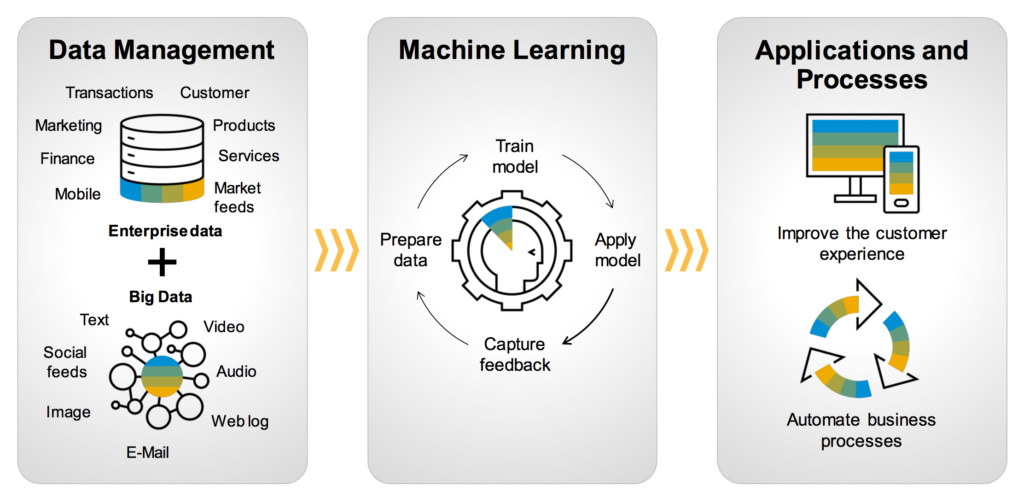 Data Management
Transactions
Customer
Marketing
Products
Finance
Services
Mobile
Market
feeds
Enterprise data
+
Big Data
Text
Video
Social
feeds
Audio
Image
Web log
E-Mail
Machine Learning
Train
model
Prepare
data
Apply
model
Capture
feedback
Applications and
Processes
Improve the customer
experience
Automate business
processes